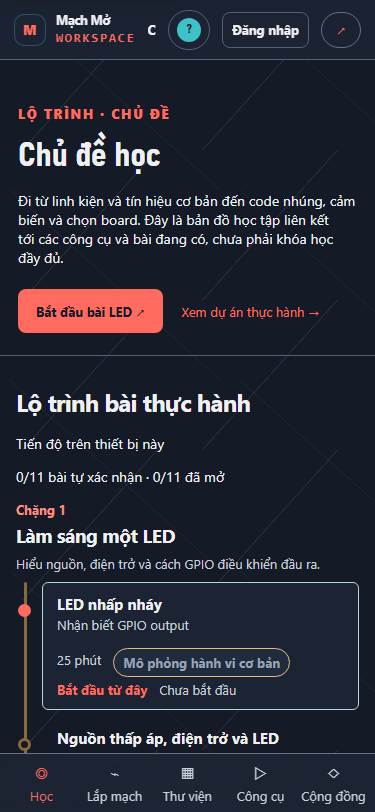 M
Mạch Mở
WORKSPACE
C
?
Đăng nhập
↗
LỘ TRÌNH · CHỦ ĐỀ
Chủ đề học
Đi từ linh kiện và tín hiệu cơ bản đến code nhúng, cảm
biến và chọn board. Đây là bản đồ học tập liên kết
tới các công cụ và bài đang có, chưa phải khóa học
đầy đủ.
Bắt đầu bài LED ↗
Xem dự án thực hành →
Lộ trình bài thực hành
Tiến độ trên thiết bị này
0/11 bài tự xác nhận · 0/11 đã mở
Chặng 1
Làm sáng một LED
Hiểu nguồn, điện trở và cách GPIO điều khiển đầu ra.
LED nhấp nháy
Nhận biết GPIO output
25 phút
Mô phỏng hành vi cơ bản
Bắt đầu từ đây
Chưa bắt đầu
Nguồn thấp áp, điện trở và LED
Học
Lắp mạch
Thư viện
Công cụ
Cộng đồng